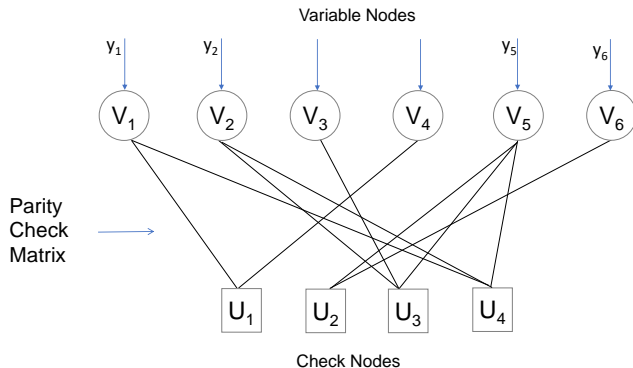 Variable Nodes
y1 y2 y5 y6
V1 V2 V3 V4 V5 V6
Parity
Check
Matrix
U1 U2 U3 U4
Check Nodes